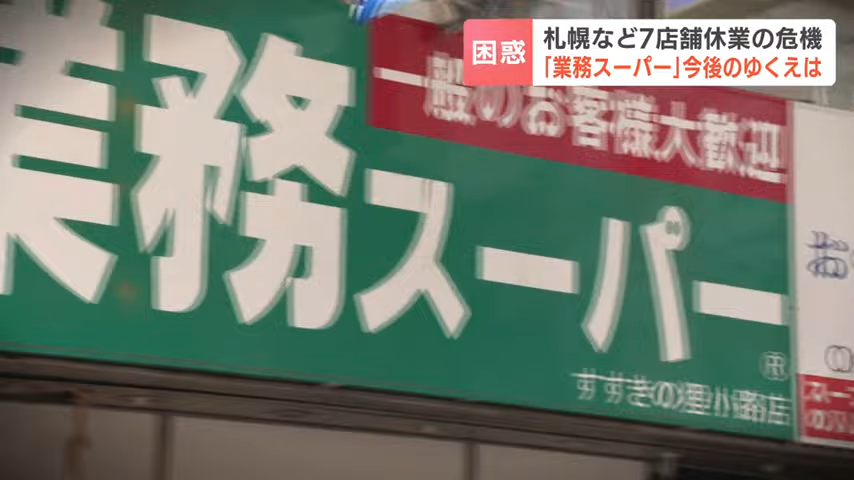 困惑
札幌など7店舗休業の危機
「業務スーパー」今後のゆくえは
一般のお客様大歓迎
業務スーパー
すすきの狸小路店